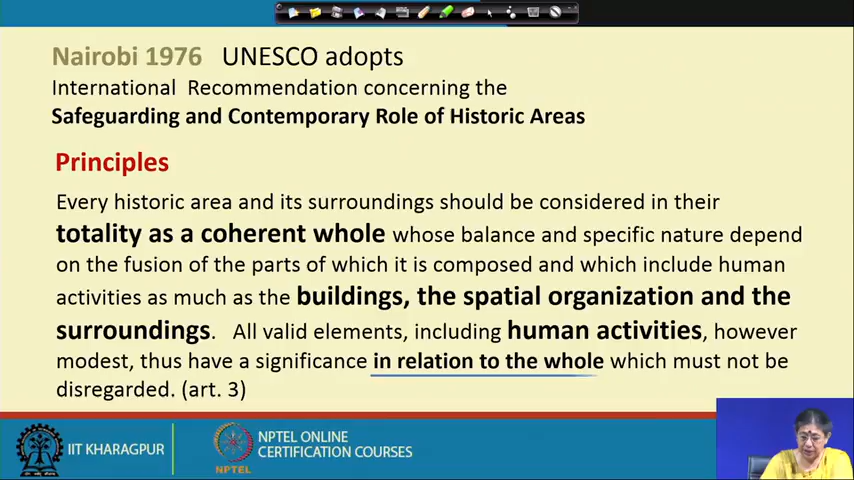 Nairobi 1976 UNESCO adopts
International Recommendation concerning the
Safeguarding and Contemporary Role of Historic Areas
Principles
Every historic area and its surroundings should be considered in their
totality as a coherent whole whose balance and specific nature depend
on the fusion of the parts of which it is composed and which include human
activities as much as the buildings, the spatial organization and the
surroundings. All valid elements, including human activities, however
modest, thus have a significance in relation to the whole which must not be
disregarded. (art. 3)
IIT KHARAGPUR
NPTEL
NPTEL ONLINE
CERTIFICATION COURSES